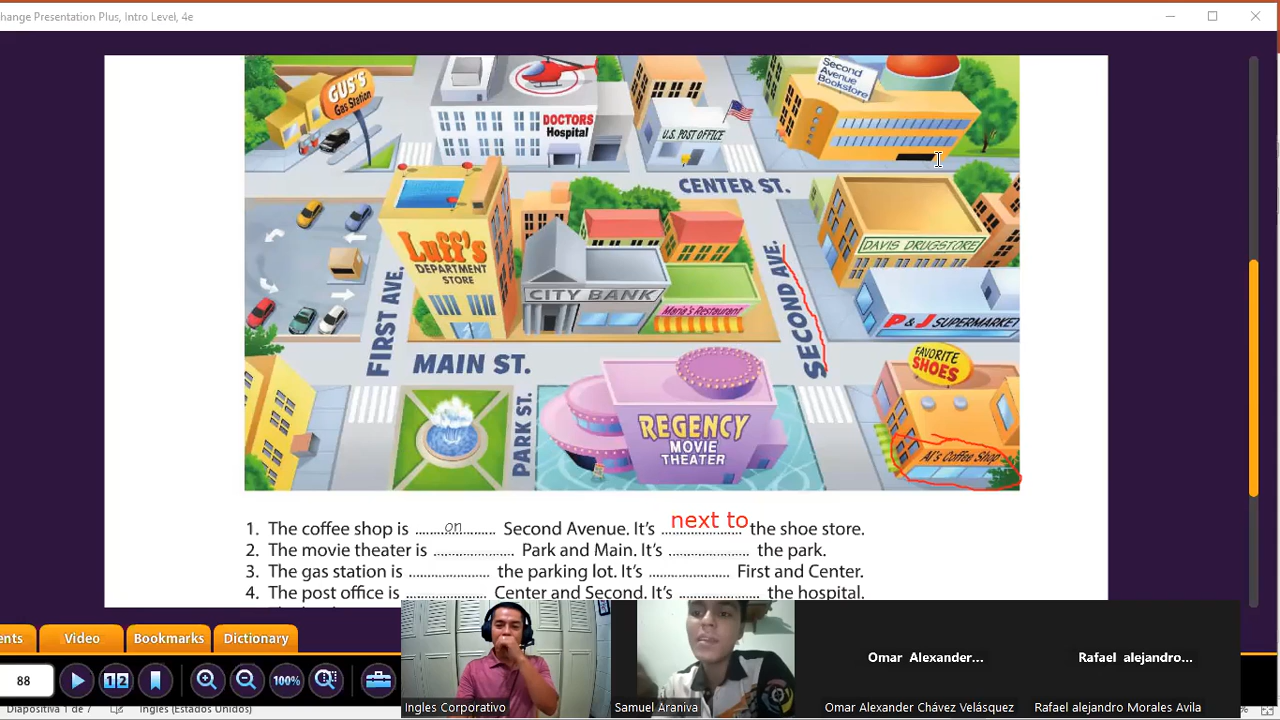 hange Presentation Plus, Intro Level, 4e
GUS'S
Gas Station
DOCTORS
Hospital
U.S. POST OFFICE
Second
Avenue
Bookstore
CENTER ST.
Luff's
DEPARTMENT
STORE
DAVIS DRUGSTORE
CITY BANK
Maria's Restaurant
P & J SUPERMARKET
FIRST AVE.
SECOND AVE.
MAIN ST.
FAVORITE
SHOES
PARK ST.
REGENCY
MOVIE
THEATER
Al's Coffee Shop
1. The coffee shop is ......on...... Second Avenue. It's next to the shoe store.
2. The movie theater is .................... Park and Main. It's .................... the park.
3. The gas station is .................... the parking lot. It's .................... First and Center.
4. The post office is .................... Center and Second. It's .................... the hospital.
ents Video Bookmarks Dictionary
Omar Alexander...
Rafael alejandro...
88 1 2 100%
Ingles Corporativo
Samuel Araniva
Omar Alexander Chávez Velásquez
Rafael alejandro Morales Avila
Diapositiva 1 de 7
Inglés (Estados Unidos)